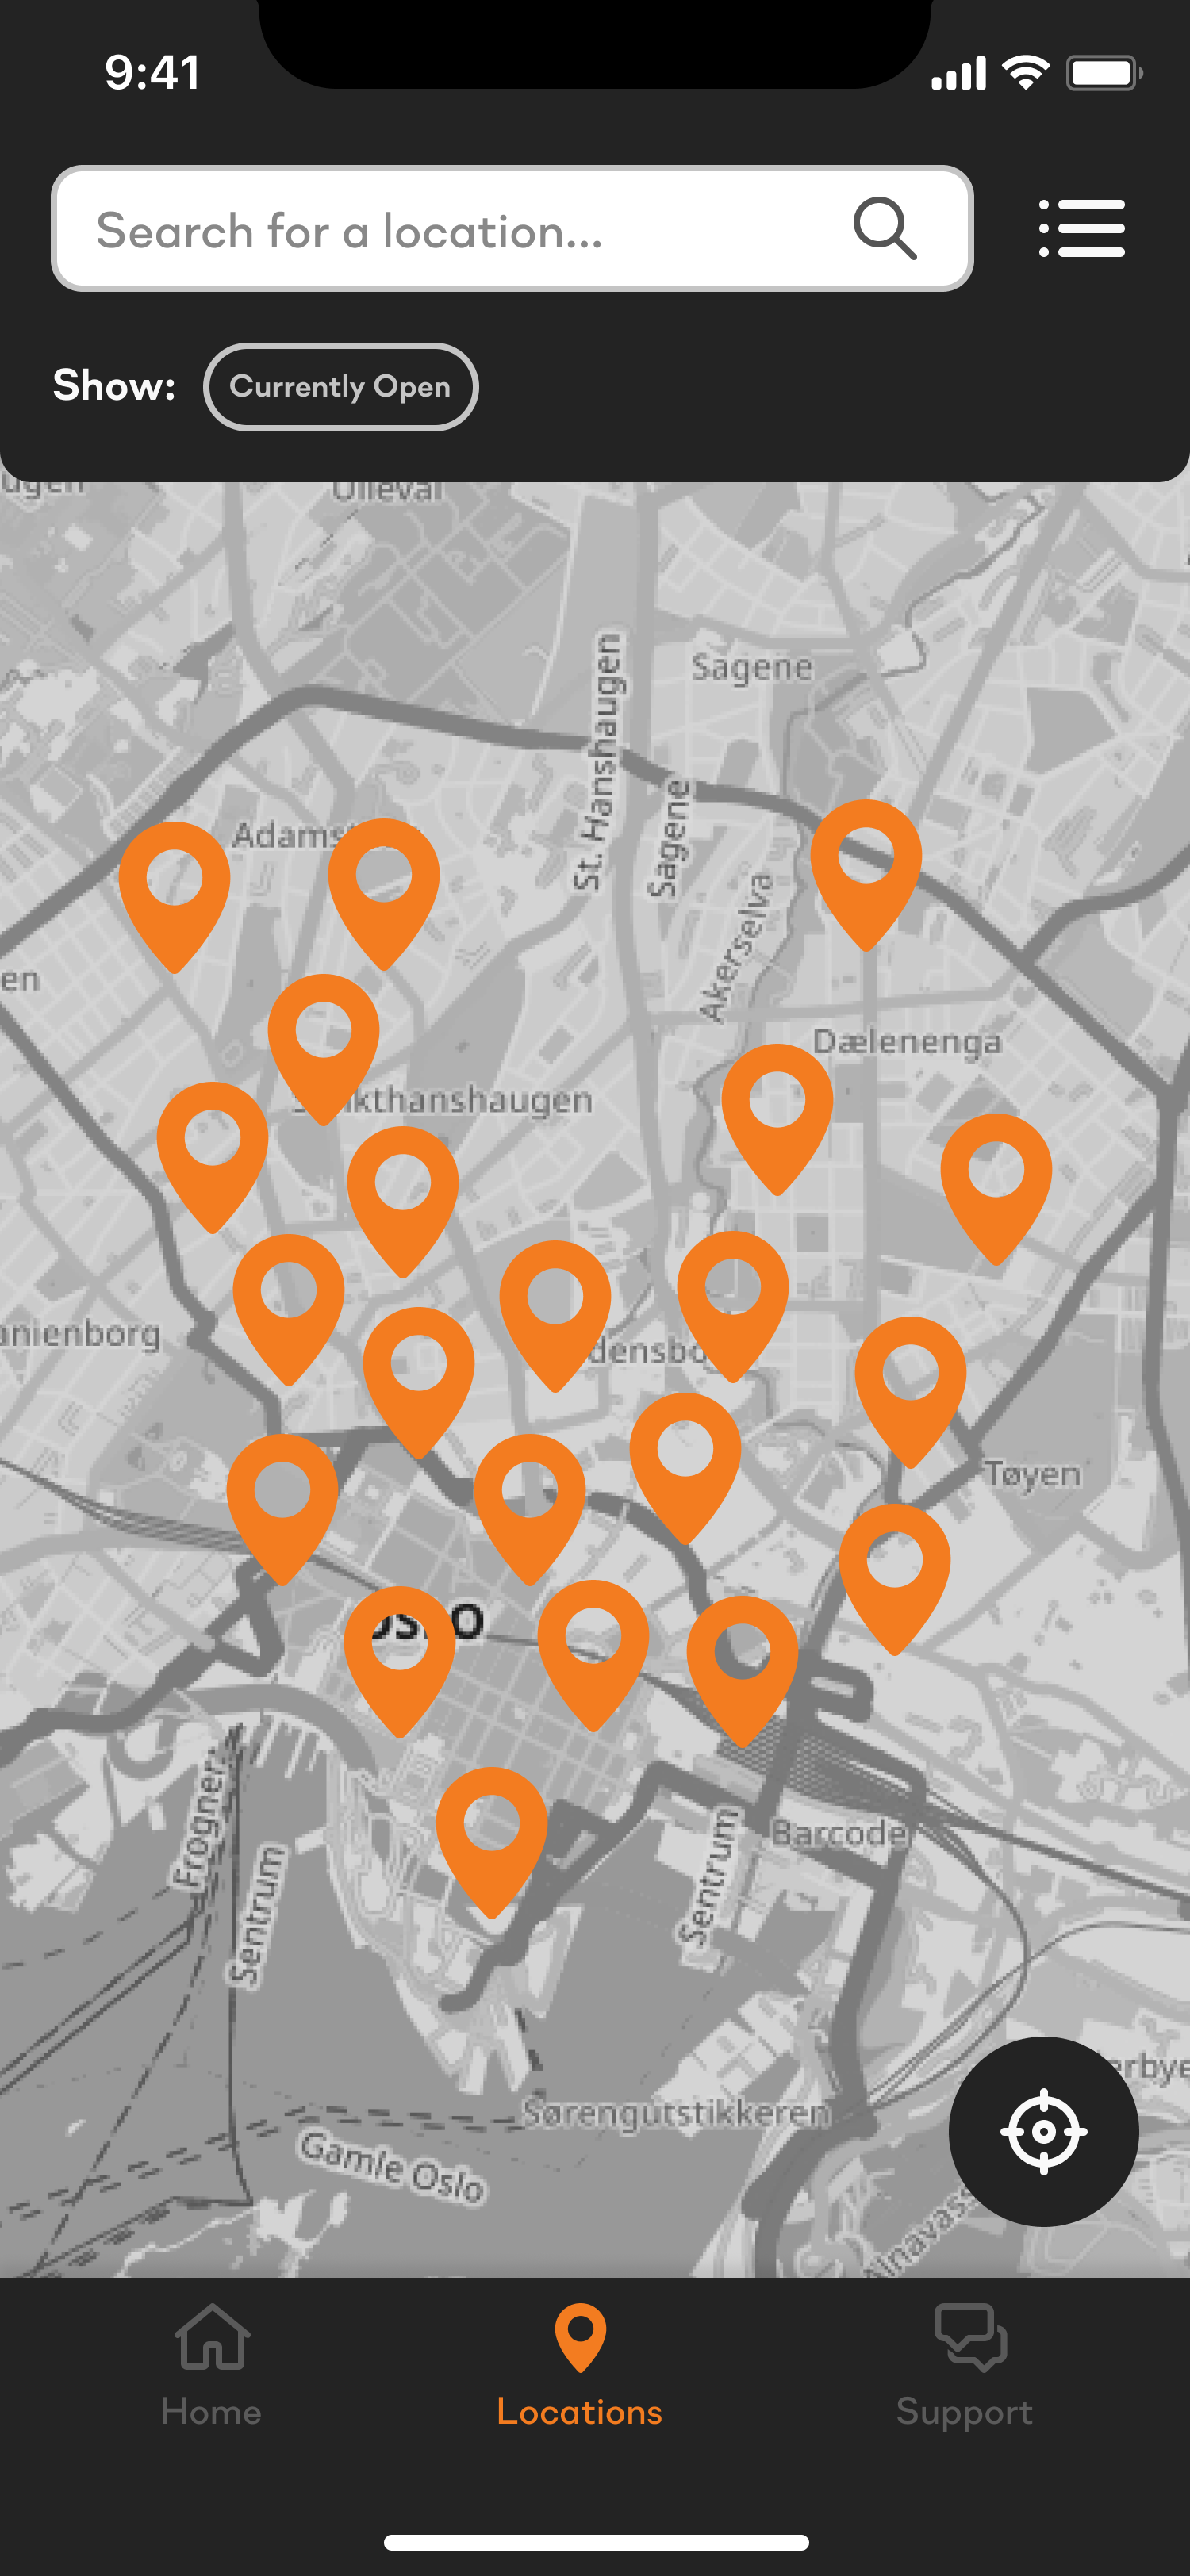 9:41
Search for a location...
Show:
Currently Open
Ullevål
Sagene
St. Hanshaugen
Sagene
Akerselva
Dælenenga
Tøyen
Frogner
Sentrum
Sentrum
Barcode
Sørengutstikkeren
Gamle Oslo
Home
Locations
Support